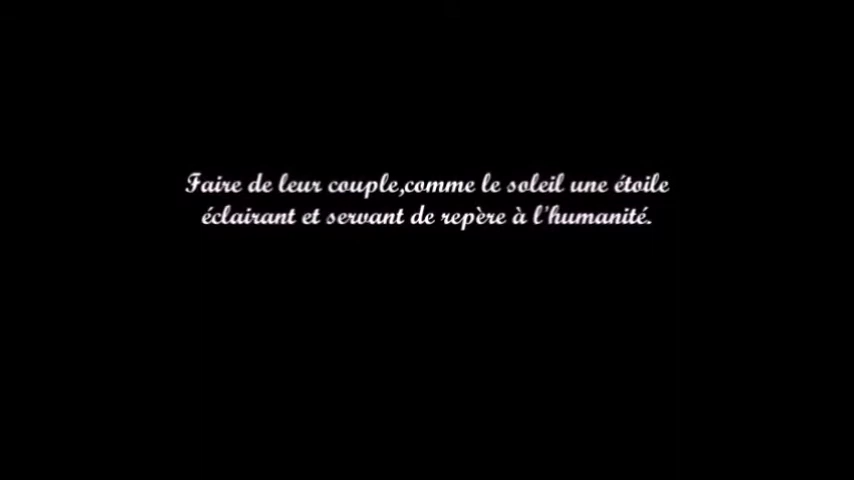 Faire de leur couple,comme le soleil une étoile
éclairant et servant de repère à l'humanité.